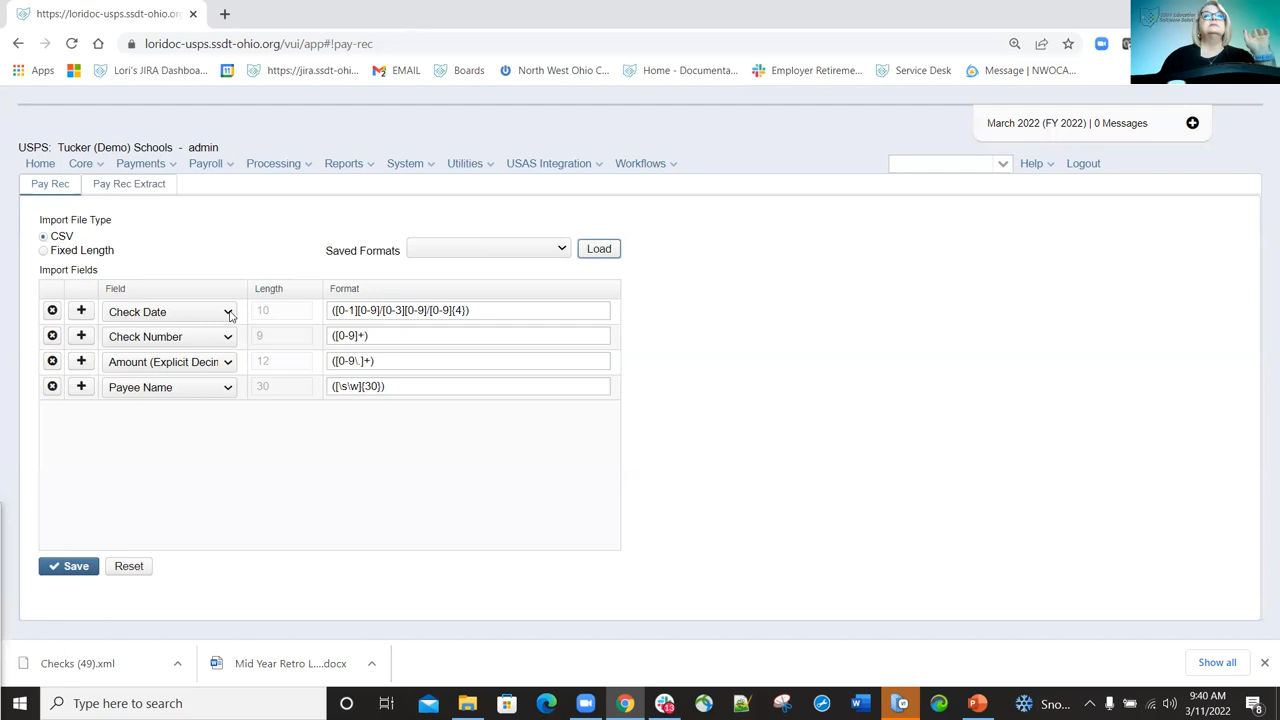 https://loridoc-usps.ssdt-ohio.org/
loridoc-usps.ssdt-ohio.org/vui/app#!pay-rec
Apps
Lori's JIRA Dashboa...
https://jira.ssdt-ohi...
EMAIL
Boards
North West Ohio C...
Home - Documenta...
Employer Retireme...
Service Desk
Message | NWOCA...
March 2022 (FY 2022) | 0 Messages
USPS: Tucker (Demo) Schools - admin
Home Core Payments Payroll Processing Reports System Utilities USAS Integration Workflows Help Logout
Pay Rec Pay Rec Extract
Import File Type
CSV
Fixed Length
Saved Formats Load
Import Fields
Field Length Format
Check Date 10 ([0-1][0-9]/[0-3][0-9]/[0-9]{4})
Check Number 9 ([0-9]+)
Amount (Explicit Decin 12 ([0-9\.]+)
Payee Name 30 ([\s\w]{30})
Save Reset
Checks (49).xml
Mid Year Retro L....docx
Show all
Type here to search
13
Sno...
9:40 AM
3/11/2022
8